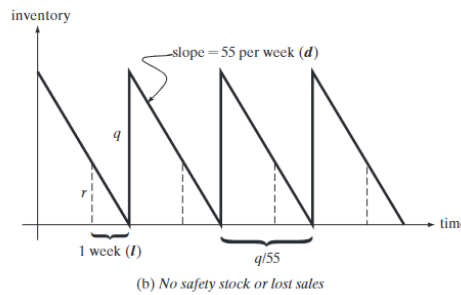 inventory
slope = 55 per week (d)
q
r
tim
1 week (l)
q/55
(b) No safety stock or lost sales